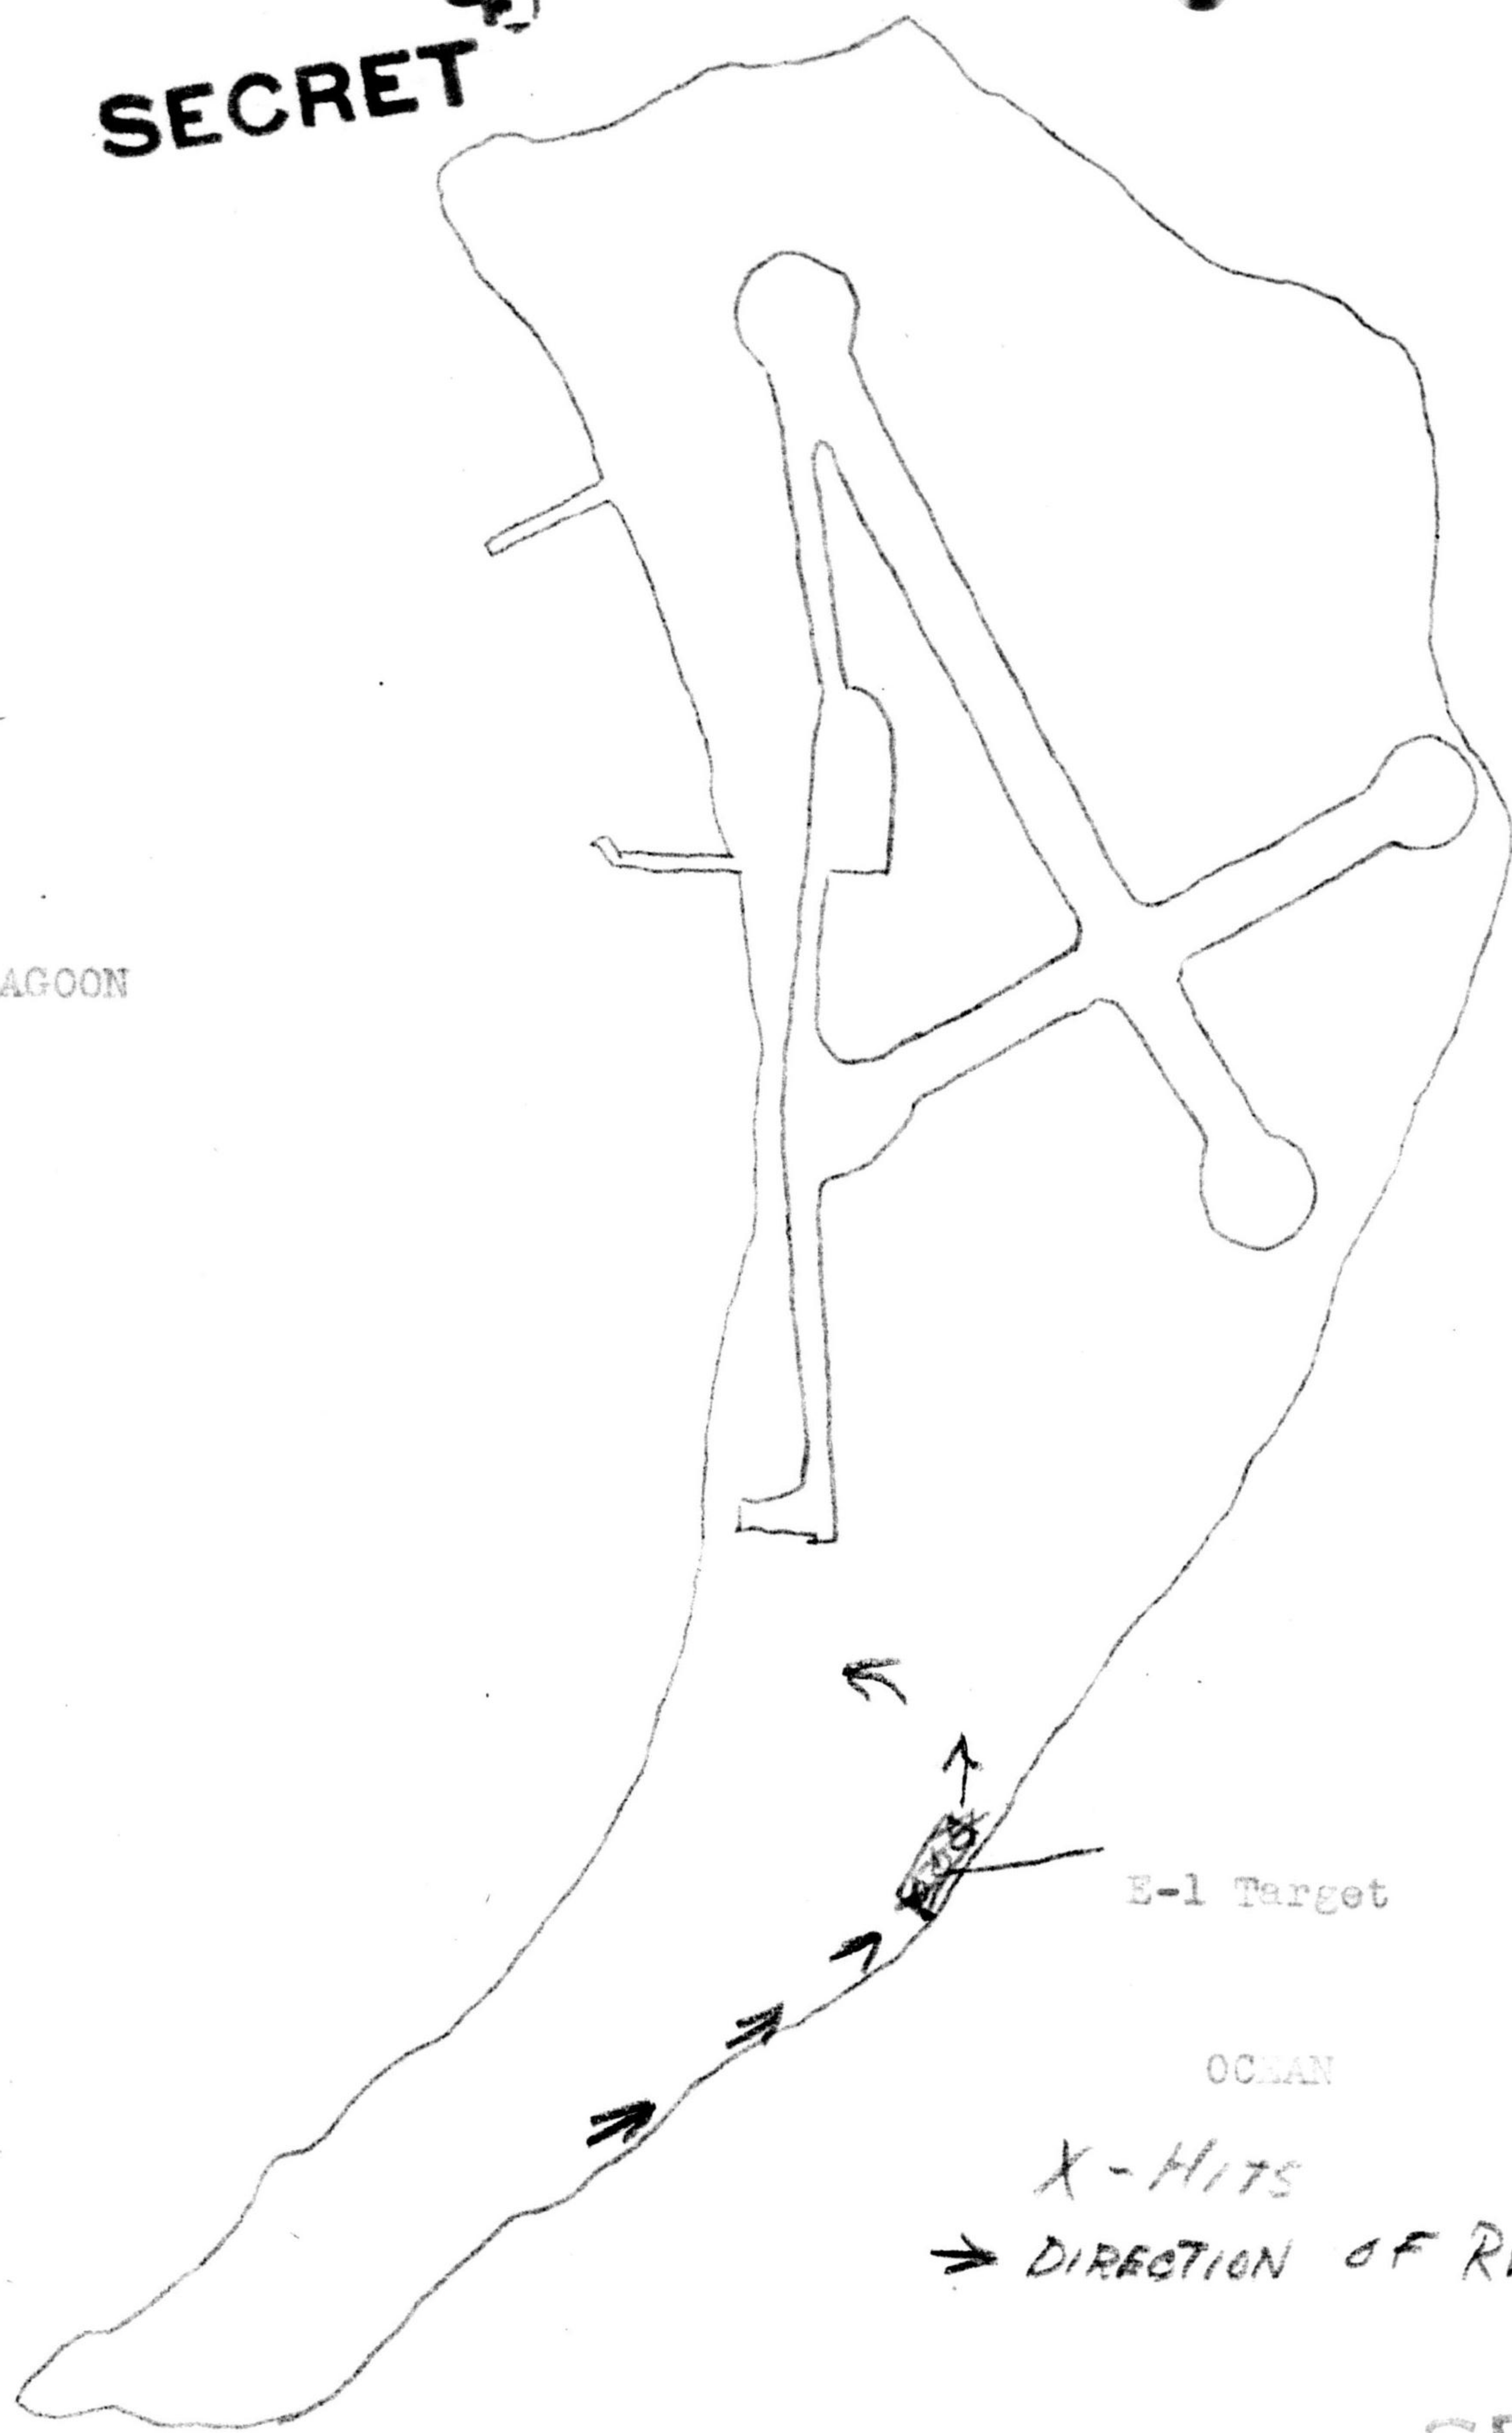 SECRET
AGOON
E-1 Target
OCEAN
X - HITS
→ DIRECTION OF